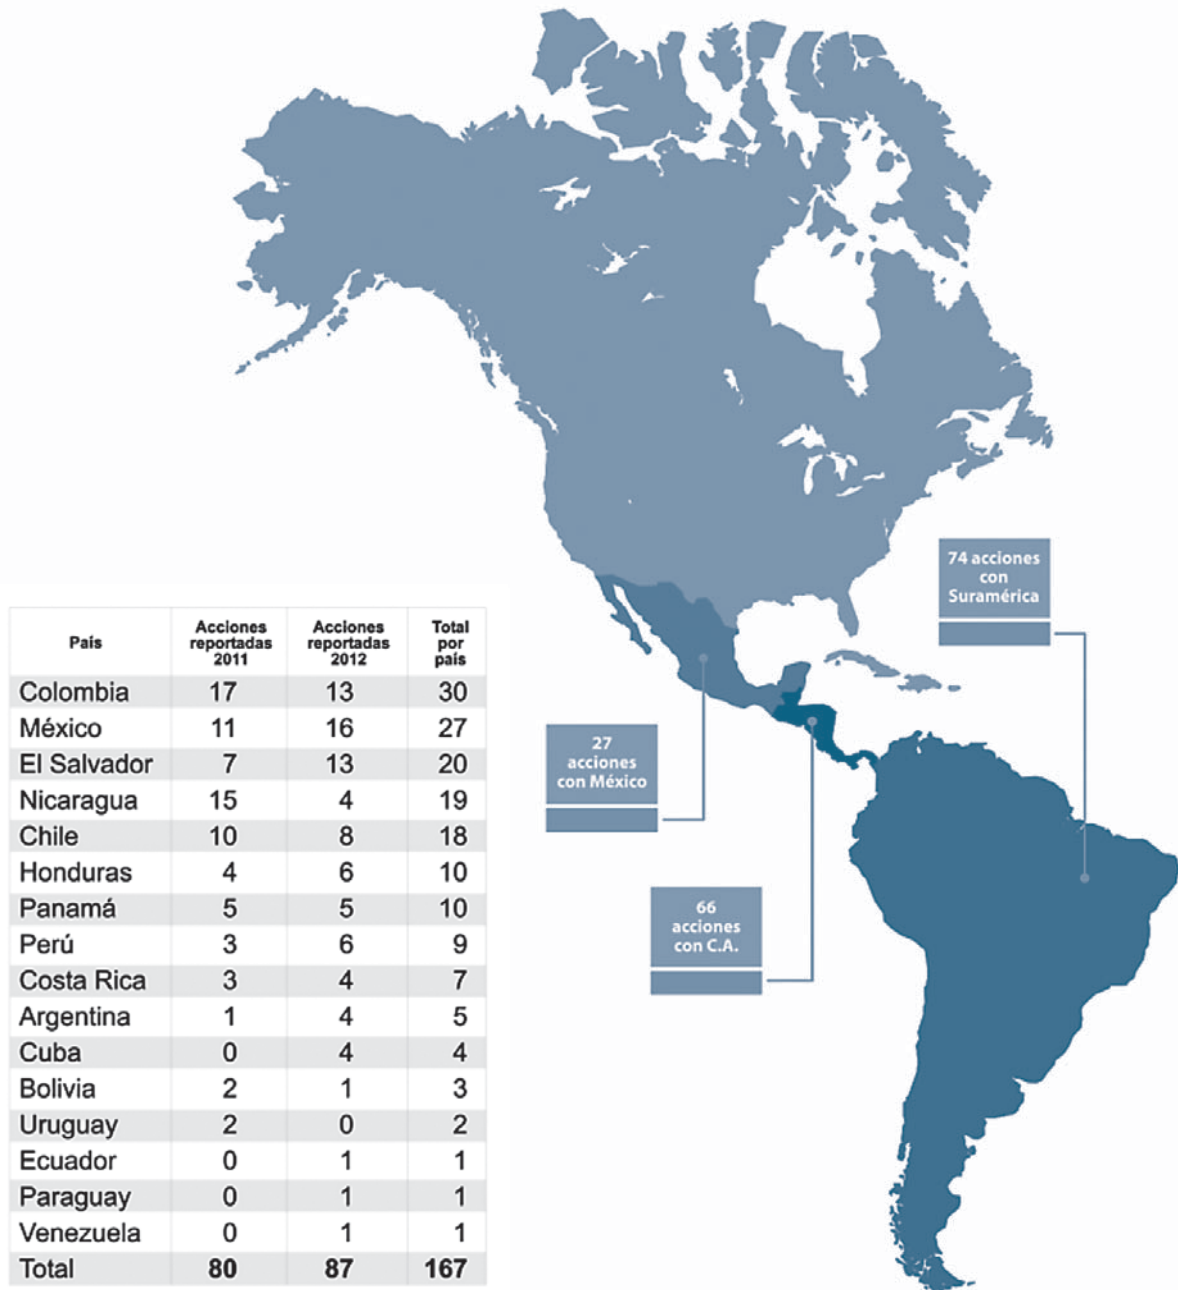 74 acciones
con
Suramérica
27
acciones
con México
66
acciones
con C.A.
País Acciones reportadas 2011 Acciones reportadas 2012 Total por país
Colombia 17 13 30
México 11 16 27
El Salvador 7 13 20
Nicaragua 15 4 19
Chile 10 8 18
Honduras 4 6 10
Panamá 5 5 10
Perú 3 6 9
Costa Rica 3 4 7
Argentina 1 4 5
Cuba 0 4 4
Bolivia 2 1 3
Uruguay 2 0 2
Ecuador 0 1 1
Paraguay 0 1 1
Venezuela 0 1 1
Total 80 87 167